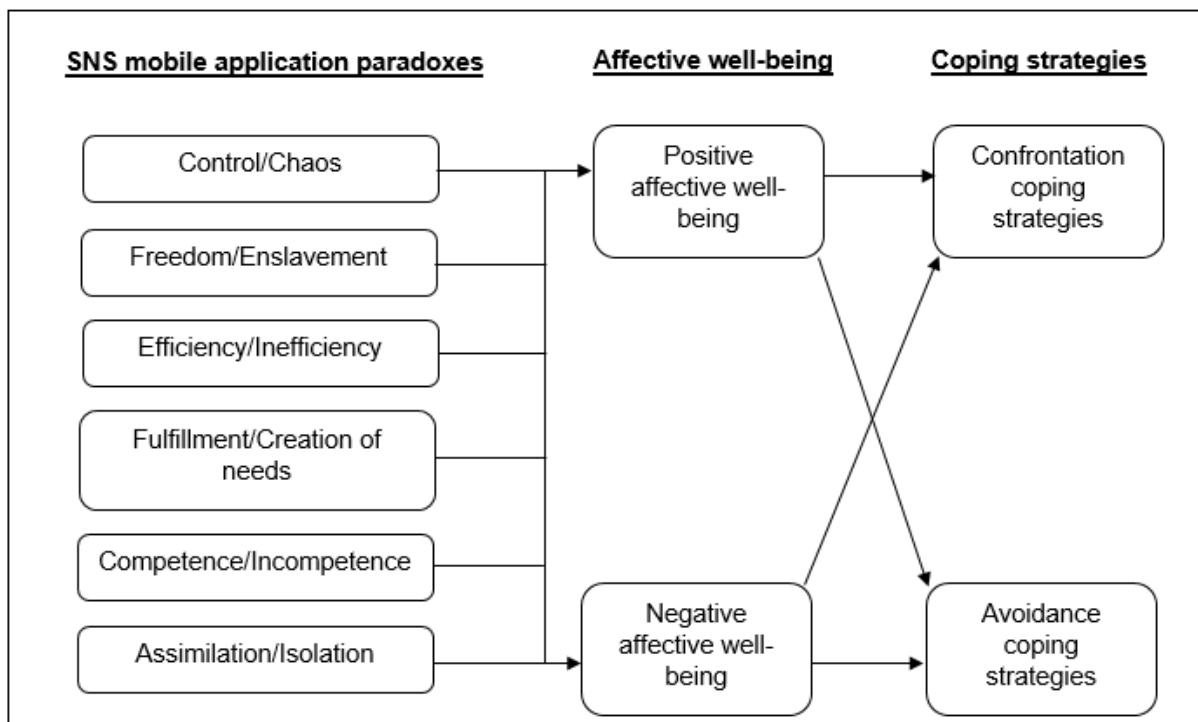 SNS mobile application paradoxes
Affective well-being
Coping strategies
Control/Chaos
Freedom/Enslavement
Efficiency/Inefficiency
Fulfillment/Creation of
needs
Competence/Incompetence
Assimilation/Isolation
Positive
affective well-
being
Negative
affective well-
being
Confrontation
coping
strategies
Avoidance
coping
strategies